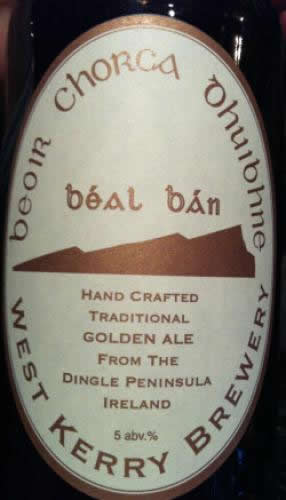 beoir chorca dhuibhne
béal bán
HAND CRAFTED
TRADITIONAL
GOLDEN ALE
FROM THE
DINGLE PENINSULA
IRELAND
5 abv.%
WEST KERRY BREWERY